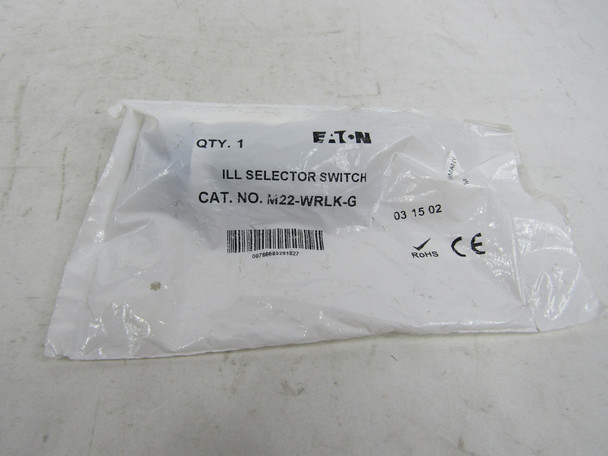 QTY. 1
EATON
ILL SELECTOR SWITCH
CAT. NO. M22-WRLK-G
03 15 02
RoHS CE